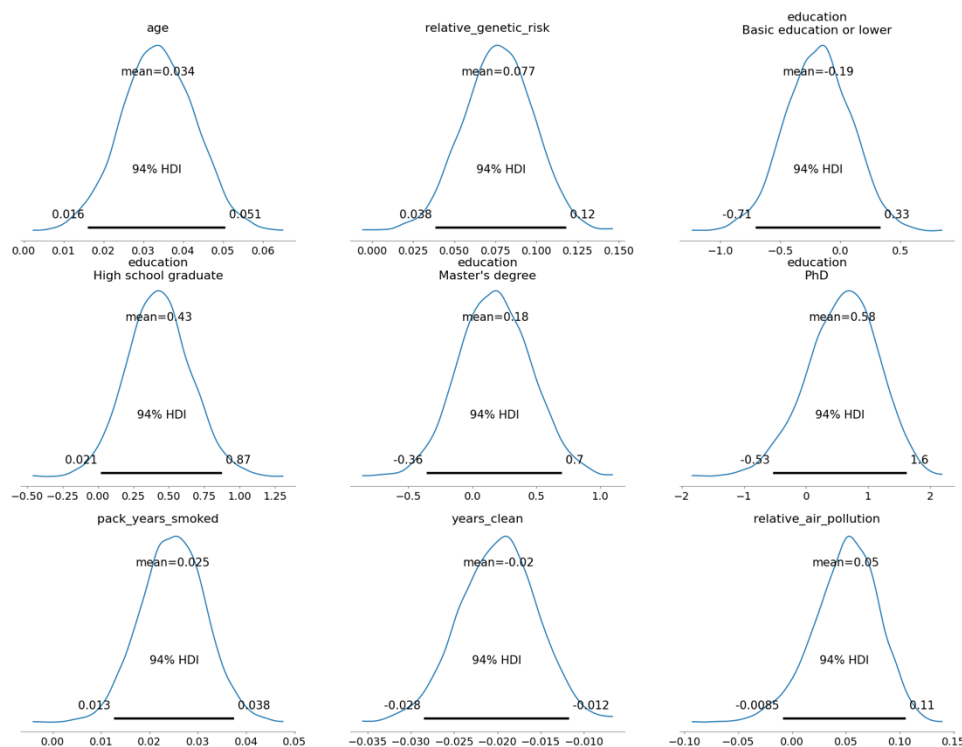 age
mean=0.034
94% HDI
0.016 0.051
0.00 0.01 0.02 0.03 0.04 0.05 0.06
relative_genetic_risk
mean=0.077
94% HDI
0.038 0.12
0.000 0.025 0.050 0.075 0.100 0.125 0.150
education
Basic education or lower
mean=-0.19
94% HDI
-0.71 0.33
−1.0 −0.5 0.0 0.5
education
High school graduate
mean=0.43
94% HDI
0.021 0.87
−0.50 −0.25 0.00 0.25 0.50 0.75 1.00 1.25
education
Master's degree
mean=0.18
94% HDI
-0.36 0.7
−0.5 0.0 0.5 1.0
education
PhD
mean=0.58
94% HDI
-0.53 1.6
−2 −1 0 1 2
pack_years_smoked
mean=0.025
94% HDI
0.013 0.038
0.00 0.01 0.02 0.03 0.04 0.05
years_clean
mean=-0.02
94% HDI
-0.028 -0.012
−0.035 −0.030 −0.025 −0.020 −0.015 −0.010
relative_air_pollution
mean=0.05
94% HDI
-0.0085 0.11
−0.10 −0.05 0.00 0.05 0.10 0.15